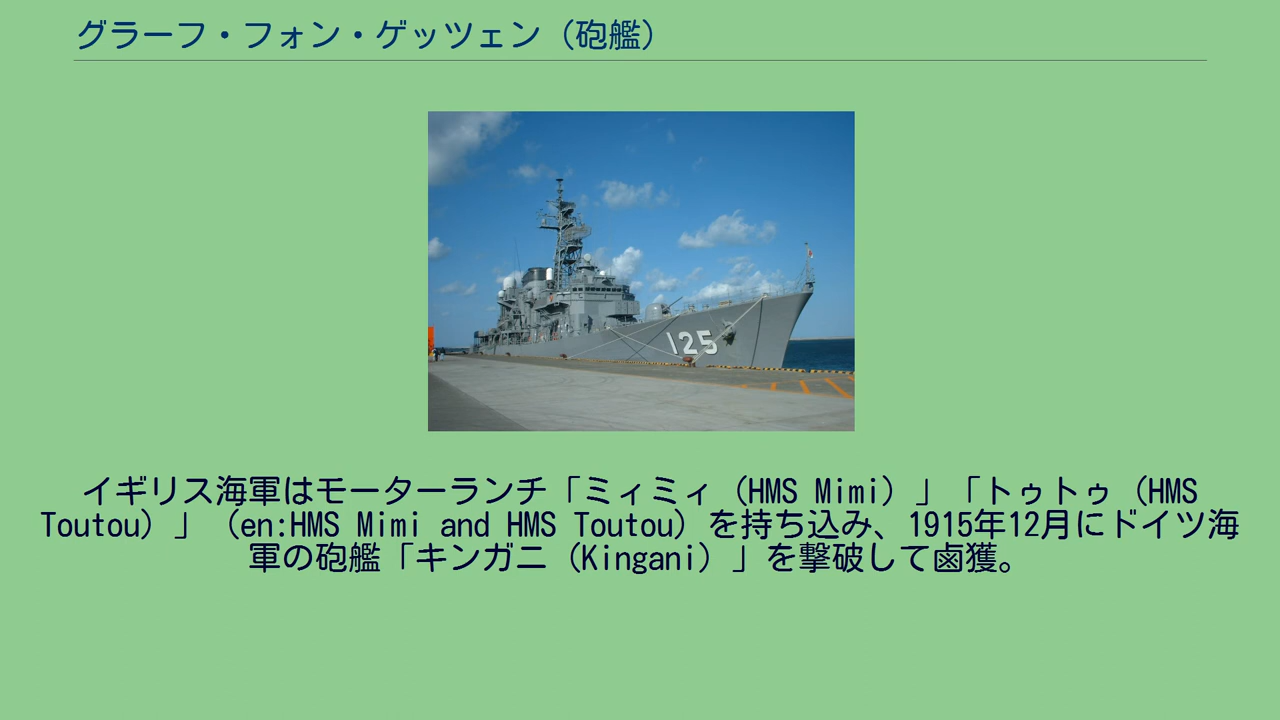 グラーフ・フォン・ゲッツェン（砲艦）
125
イギリス海軍はモーターランチ「ミィミィ（HMS Mimi）」「トゥトゥ（HMS
Toutou）」（en:HMS Mimi and HMS Toutou）を持ち込み、1915年12月にドイツ海
軍の砲艦「キンガニ（Kingani）」を撃破して鹵獲。